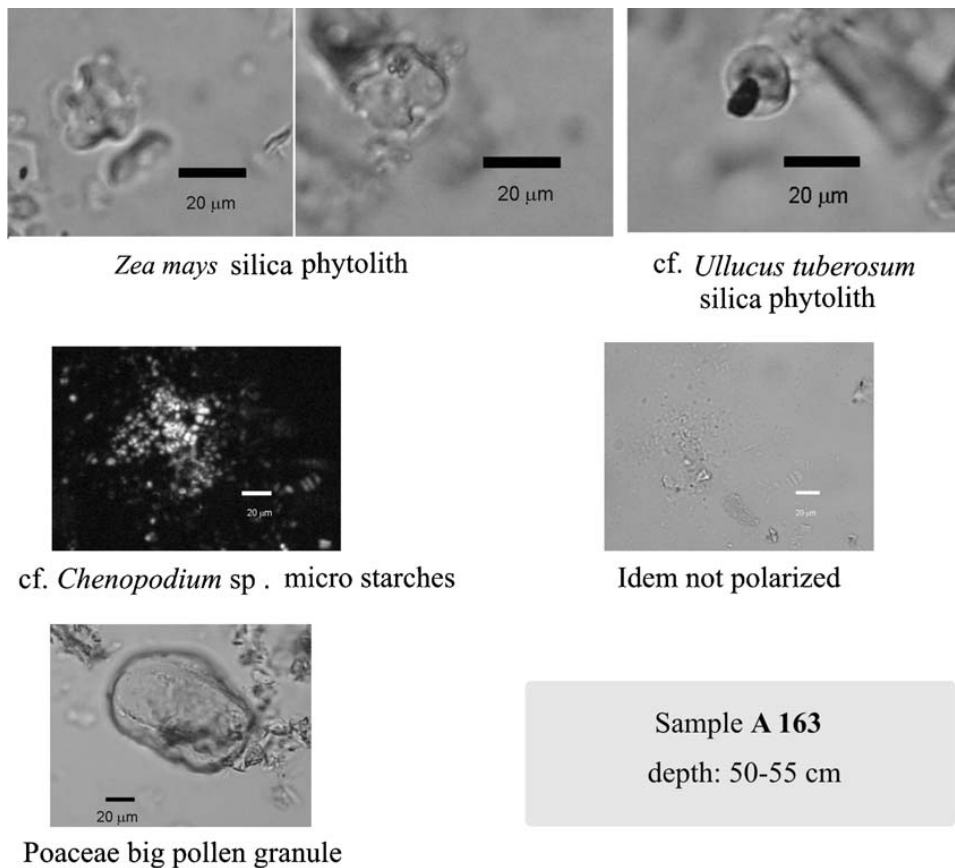 20 μm
20 μm
20 μm
Zea mays silica phytolith
cf. Ullucus tuberosum
silica phytolith
20 μm
20 μm
cf. Chenopodium sp . micro starches
Idem not polarized
20 μm
Poaceae big pollen granule
Sample A 163
depth: 50-55 cm